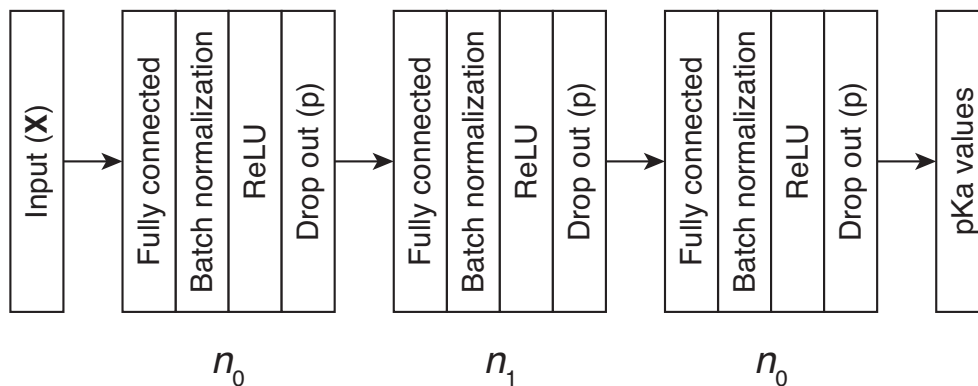 Input (X)
Fully connected
Batch normalization
ReLU
Drop out (p)
Fully connected
Batch normalization
ReLU
Drop out (p)
Fully connected
Batch normalization
ReLU
Drop out (p)
pKa values
n₀
n₁
n₀